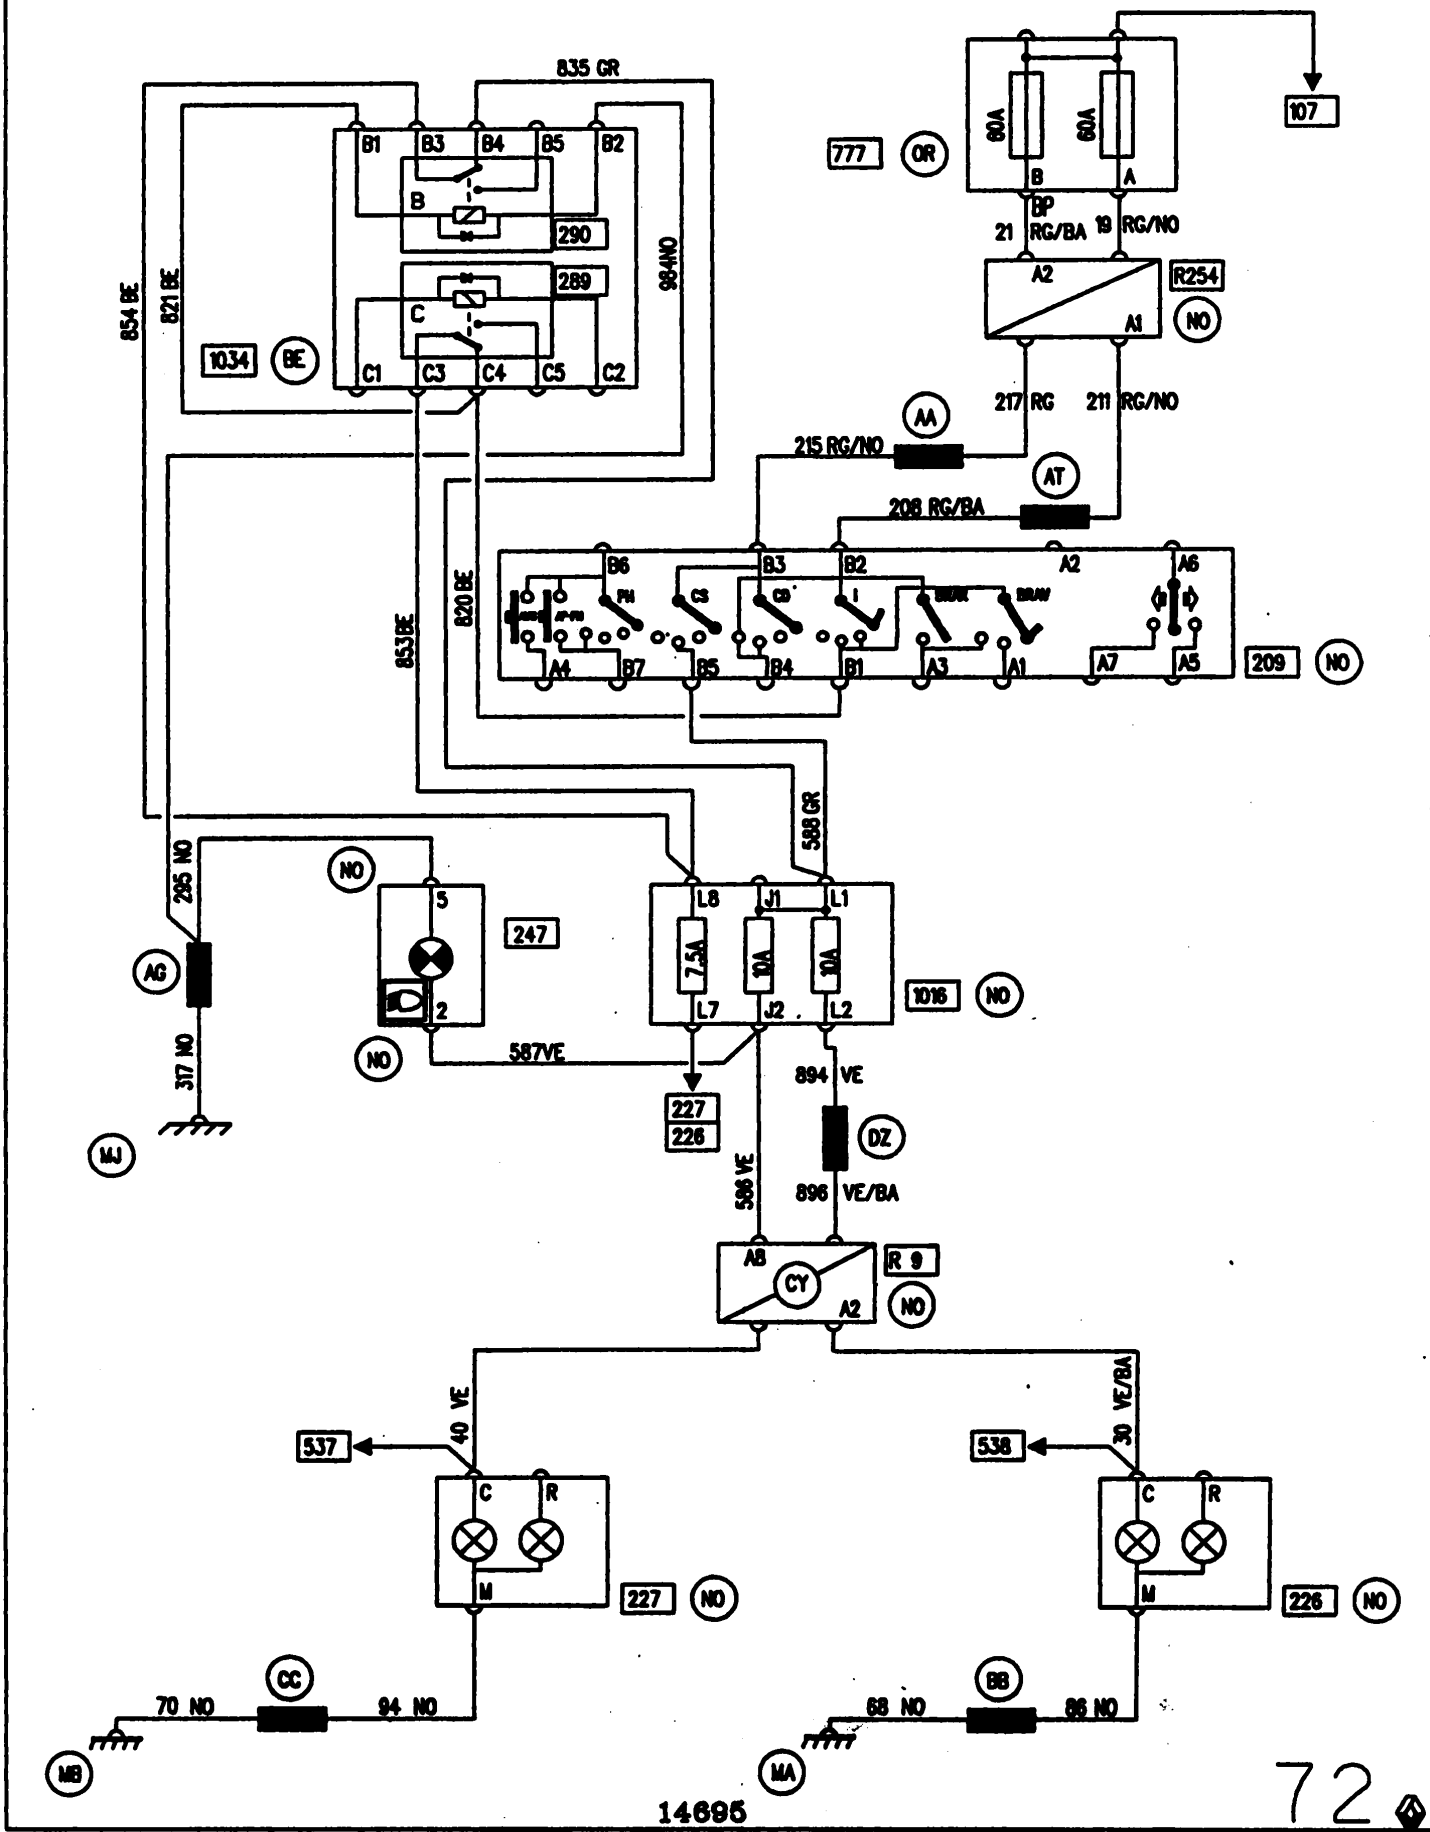 835 GR
107
60A
60A
777
OR
B
A
BP
21
RG/BA
19
RG/NO
B1
B3
B4
B5
B2
B
290
289
C
C1
C3
C4
C5
C2
854 BE
821 BE
984NO
1034
BE
A2
A1
R254
NO
217 RG
211 RG/NO
AA
215 RG/NO
AT
208 RG/BA
853BE
820 BE
B6
B3
B2
A2
A6
PH
CS
CD
I
BRAR
BRAV
A4
B7
B5
B4
B1
A3
A1
A7
A5
209
NO
588 GR
295 NO
NO
5
247
2
NO
AG
317 NO
MJ
587VE
L8
J1
L1
7.5A
10A
10A
L7
J2
L2
1016
NO
227
226
894 VE
DZ
586 VE
896 VE/BA
A8
CY
A2
R 9
NO
40 VE
30 VE/BA
537
538
C
R
M
227
NO
C
R
M
226
NO
CC
70 NO
94 NO
MB
BB
68 NO
86 NO
MA
14695
72